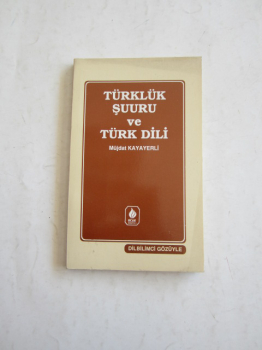 TÜRKLÜK
ŞUURU
ve
TÜRK DİLİ
Müjdat KAYAYERLİ
DİLBİLİMCİ GÖZÜYLE